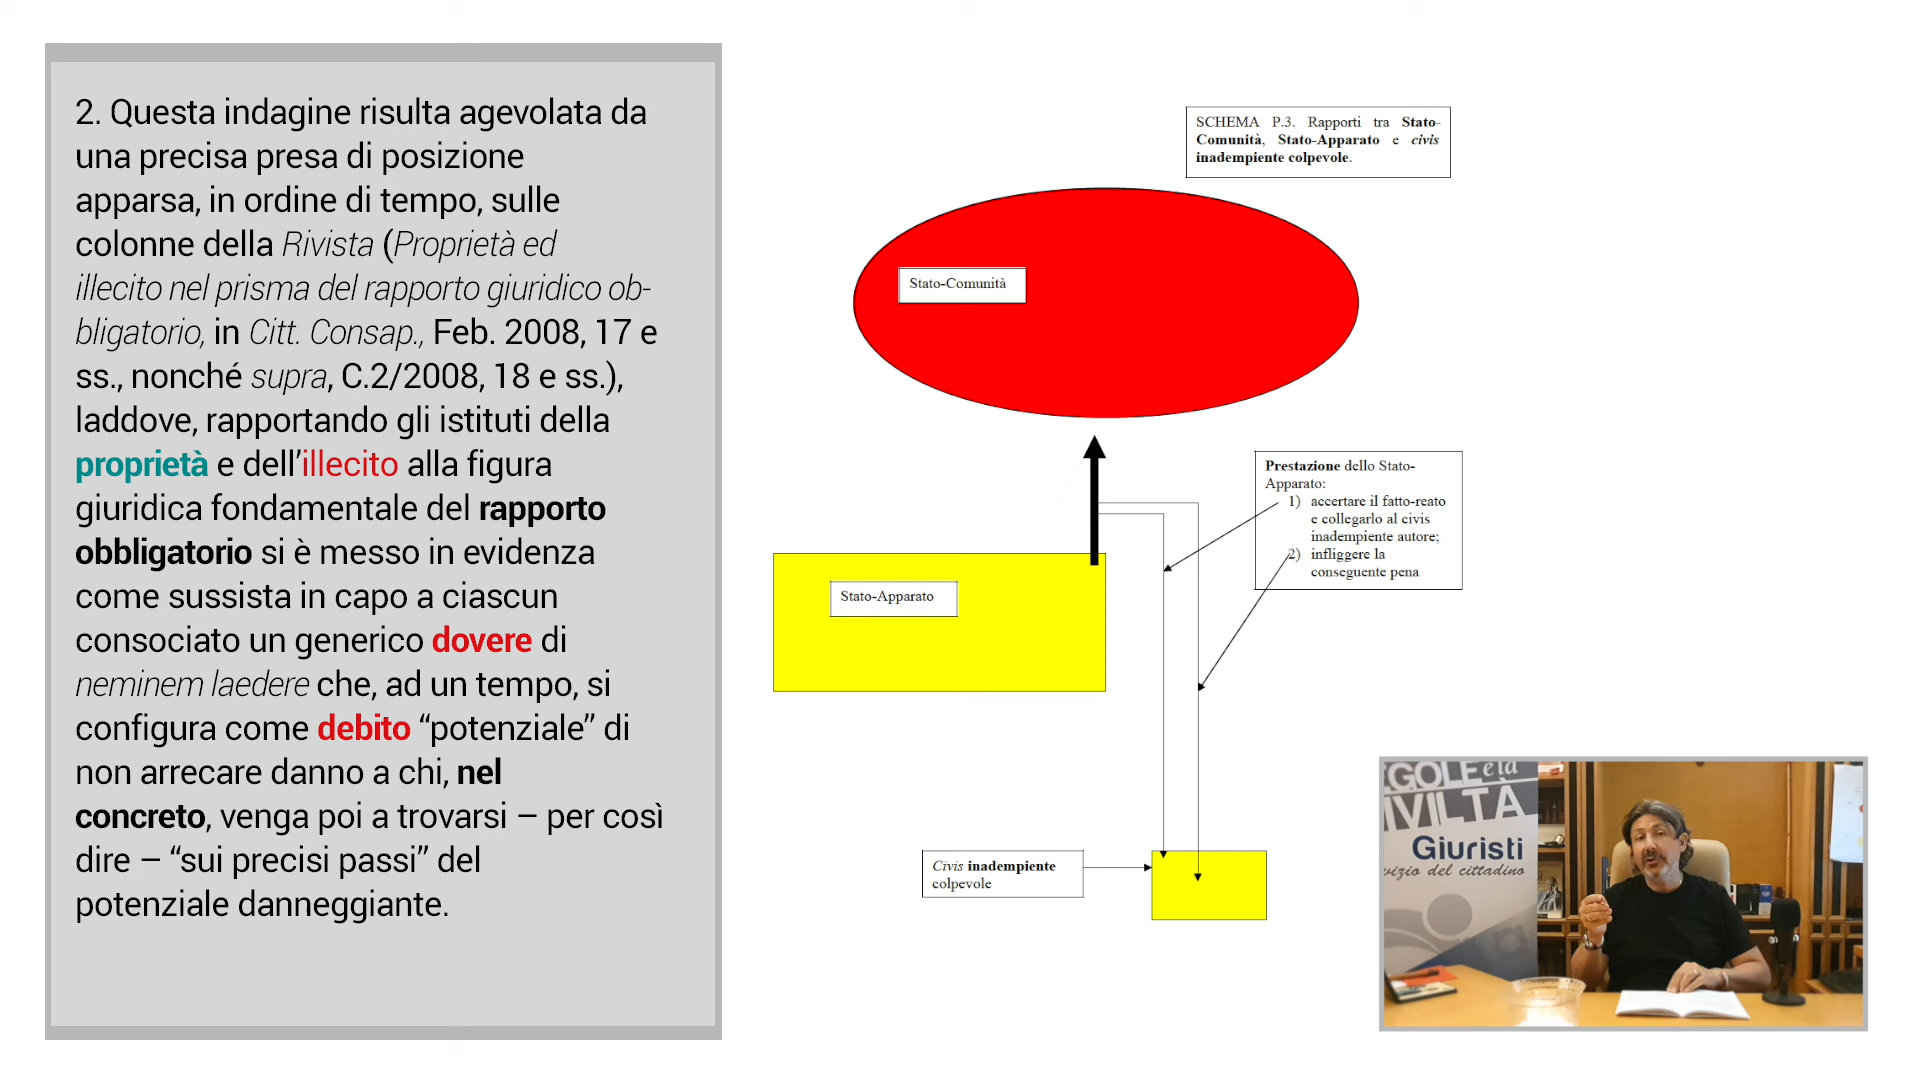 2. Questa indagine risulta agevolata da
una precisa presa di posizione
apparsa, in ordine di tempo, sulle
colonne della Rivista (Proprietà ed
illecito nel prisma del rapporto giuridico ob-
bligatorio, in Citt. Consap., Feb. 2008, 17 e
ss., nonché supra, C.2/2008, 18 e ss.),
laddove, rapportando gli istituti della
proprietà e dell’illecito alla figura
giuridica fondamentale del rapporto
obbligatorio si è messo in evidenza
come sussista in capo a ciascun
consociato un generico dovere di
neminem laedere che, ad un tempo, si
configura come debito “potenziale” di
non arrecare danno a chi, nel
concreto, venga poi a trovarsi – per così
dire – “sui precisi passi” del
potenziale danneggiante.
SCHEMA P.3. Rapporti tra Stato-
Comunità, Stato-Apparato e civis
inadempiente colpevole.
Stato-Comunità
Prestazione dello Stato-
Apparato:
1) accertare il fatto-reato
e collegarlo al civis
inadempiente autore;
2) infliggere la
conseguente pena
Stato-Apparato
Civis inadempiente
colpevole
GOLE e la
IVILTÀ
Giuristi
vizio del cittadino